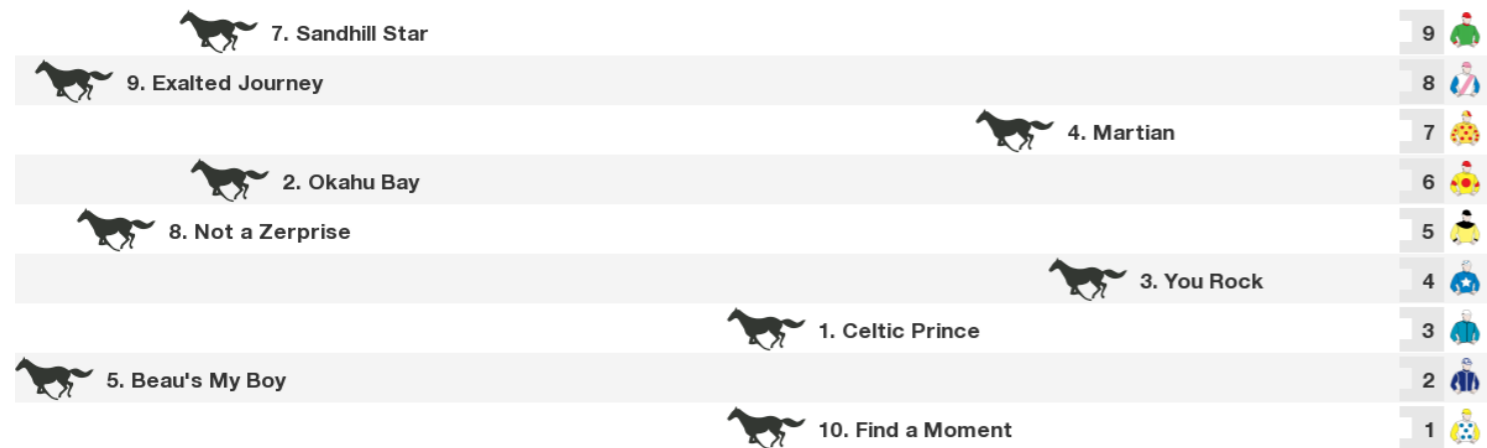 7. Sandhill Star 9
9. Exalted Journey 8
4. Martian 7
2. Okahu Bay 6
8. Not a Zerprise 5
3. You Rock 4
1. Celtic Prince 3
5. Beau's My Boy 2
10. Find a Moment 1